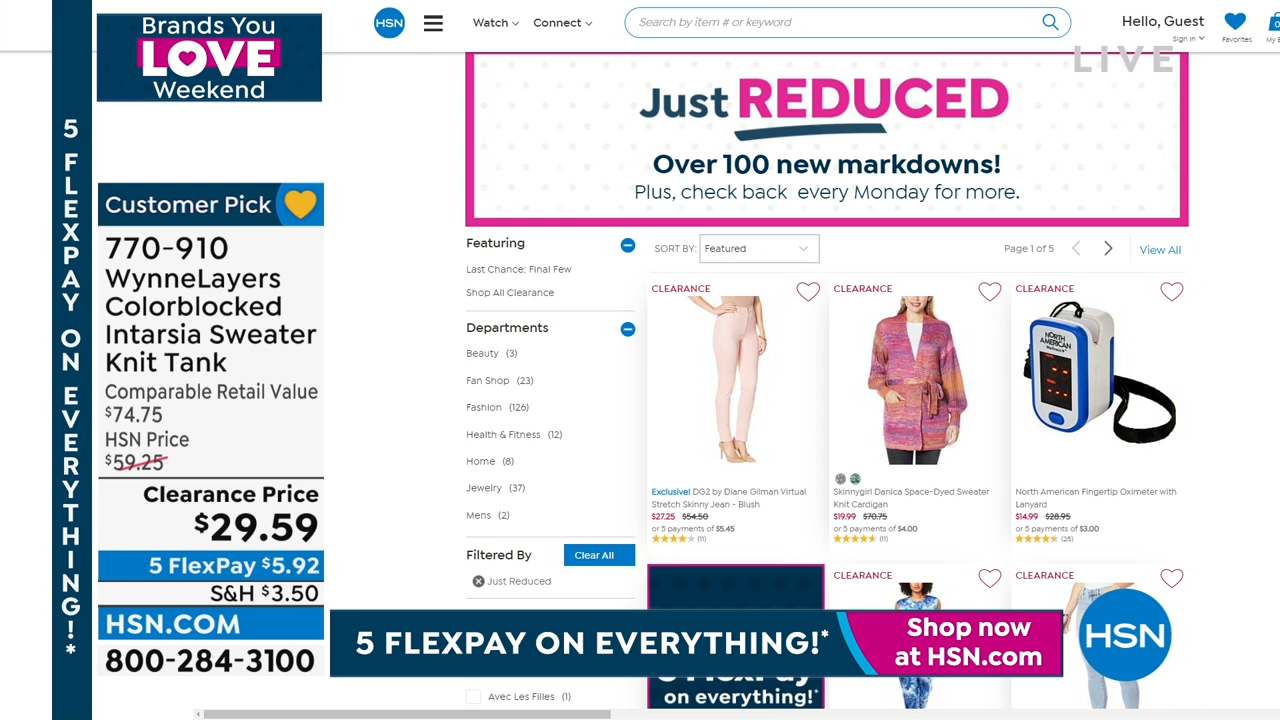 Brands You
LOVE
Weekend
5 FLEXPAY ON EVERYTHING!*
Customer Pick
770-910
WynneLayers
Colorblocked
Intarsia Sweater
Knit Tank
Comparable Retail Value
$74.75
HSN Price
$59.25
Clearance Price
$29.59
5 FlexPay $5.92
S&H $3.50
HSN.COM
800-284-3100
HSN
Watch
Connect
Search by item # or keyword
Hello, Guest
Sign In
Favorites
LIVE
Just REDUCED
Over 100 new markdowns!
Plus, check back every Monday for more.
Featuring
Last Chance: Final Few
Shop All Clearance
Departments
Beauty (3)
Fan Shop (23)
Fashion (126)
Health & Fitness (12)
Home (8)
Jewelry (37)
Mens (2)
Filtered By
Clear All
Just Reduced
Avec Les Filles (1)
SORT BY: Featured
Page 1 of 5
View All
CLEARANCE
Exclusive! DG2 by Diane Gilman Virtual
Stretch Skinny Jean - Blush
$27.25 $54.50
or 5 payments of $5.45
(11)
CLEARANCE
Skinnygirl Danica Space-Dyed Sweater
Knit Cardigan
$19.99 $70.75
or 5 payments of $4.00
(11)
CLEARANCE
NORTH
AMERICAN
Wellness
North American Fingertip Oximeter with
Lanyard
$14.99 $28.95
or 5 payments of $3.00
(25)
CLEARANCE
CLEARANCE
on everything!*
5 FLEXPAY ON EVERYTHING!*
Shop now
at HSN.com
HSN